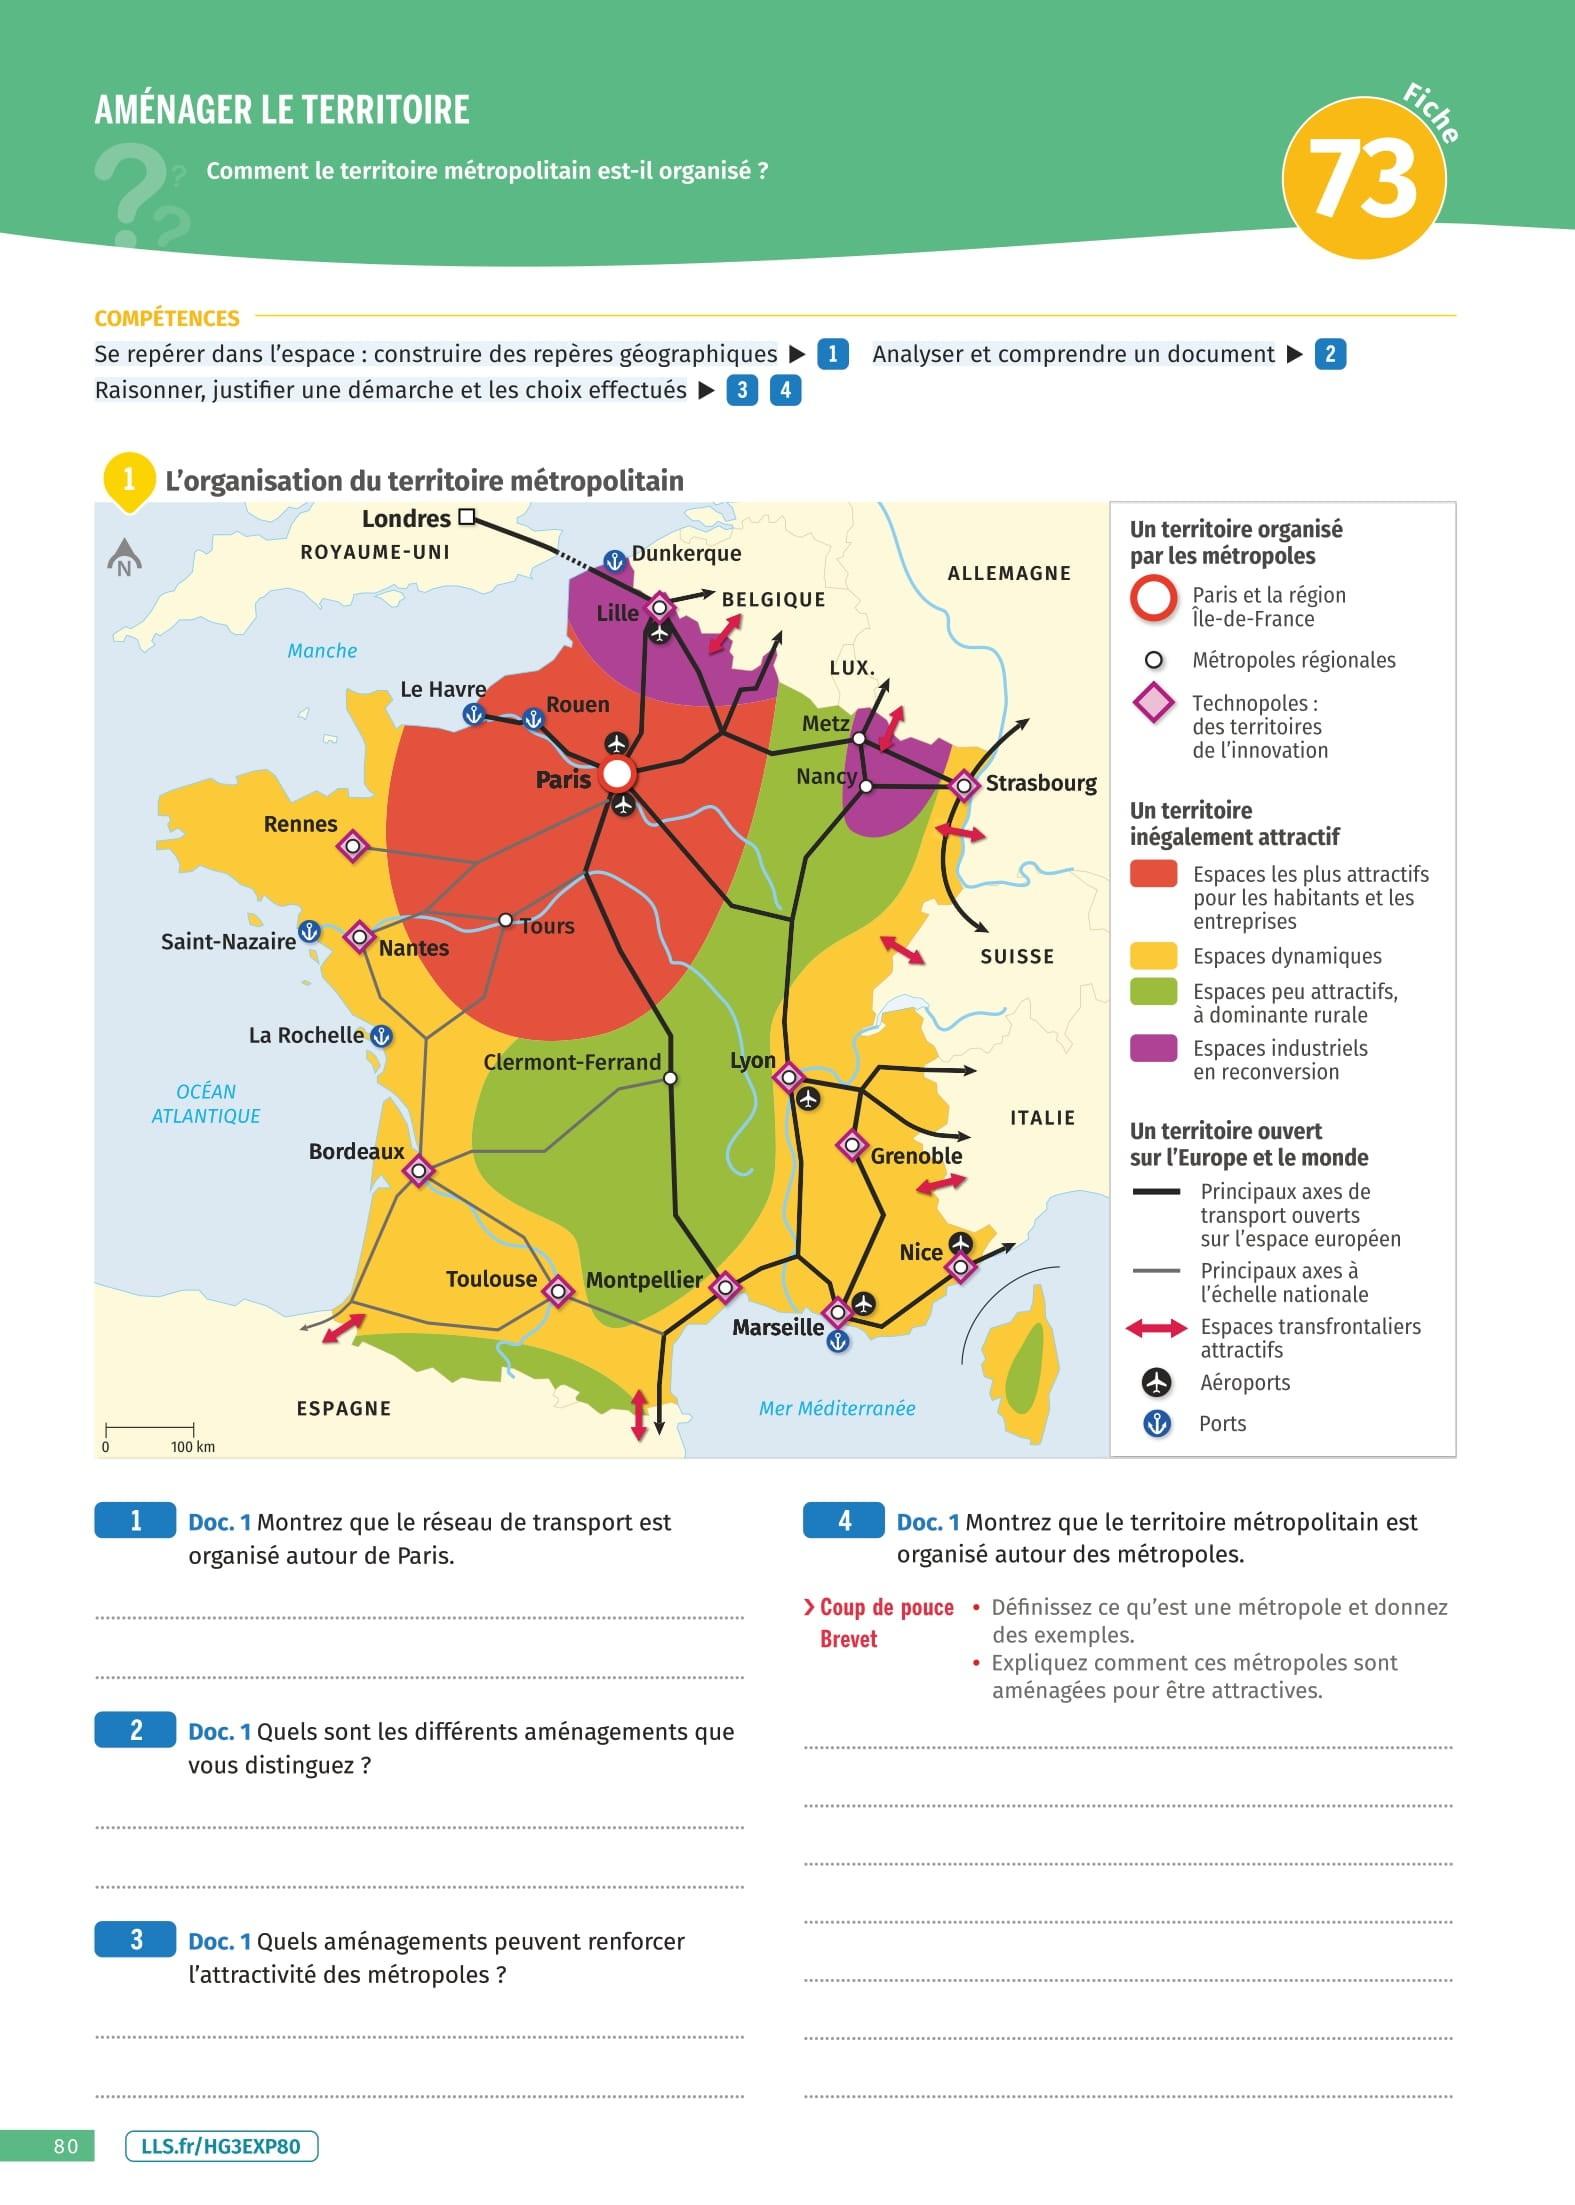 AMÉNAGER LE TERRITOIRE
Comment le territoire métropolitain est-il organisé ?
Fiche
73
COMPÉTENCES
Se repérer dans l'espace : construire des repères géographiques ▶ 1 Analyser et comprendre un document ▶ 2
Raisonner, justifier une démarche et les choix effectués ▶ 3 4
1 L'organisation du territoire métropolitain
N
Londres
ROYAUME-UNI
Dunkerque
ALLEMAGNE
Lille
BELGIQUE
Manche
LUX.
Le Havre
Rouen
Metz
Paris
Nancy
Strasbourg
Rennes
Tours
Saint-Nazaire
Nantes
SUISSE
La Rochelle
Clermont-Ferrand
Lyon
OCÉAN
ATLANTIQUE
ITALIE
Bordeaux
Grenoble
Nice
Toulouse
Montpellier
Marseille
ESPAGNE
Mer Méditerranée
0 100 km
Un territoire organisé
par les métropoles
Paris et la région
Île-de-France
Métropoles régionales
Technopoles :
des territoires
de l'innovation
Un territoire
inégalement attractif
Espaces les plus attractifs
pour les habitants et les
entreprises
Espaces dynamiques
Espaces peu attractifs,
à dominante rurale
Espaces industriels
en reconversion
Un territoire ouvert
sur l'Europe et le monde
Principaux axes de
transport ouverts
sur l'espace européen
Principaux axes à
l'échelle nationale
Espaces transfrontaliers
attractifs
Aéroports
Ports
1 Doc. 1 Montrez que le réseau de transport est
organisé autour de Paris.
2 Doc. 1 Quels sont les différents aménagements que
vous distinguez ?
3 Doc. 1 Quels aménagements peuvent renforcer
l'attractivité des métropoles ?
4 Doc. 1 Montrez que le territoire métropolitain est
organisé autour des métropoles.
› Coup de pouce
Brevet
• Définissez ce qu'est une métropole et donnez
des exemples.
• Expliquez comment ces métropoles sont
aménagées pour être attractives.
80
LLS.fr/HG3EXP80